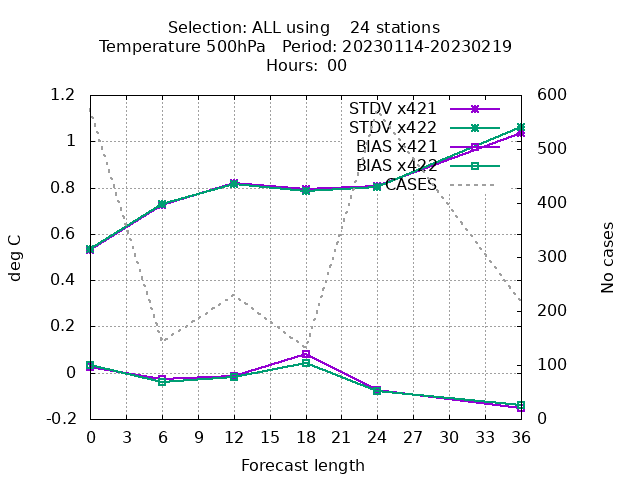 Selection: ALL using 24 stations
Temperature 500hPa Period: 20230114-20230219
Hours: 00
1.2
1
0.8
0.6
0.4
0.2
0
-0.2
deg C
STDV x421
STDV x422
BIAS x421
BIAS x422
CASES
600
500
400
300
200
100
0
No cases
0 3 6 9 12 15 18 21 24 27 30 33 36
Forecast length